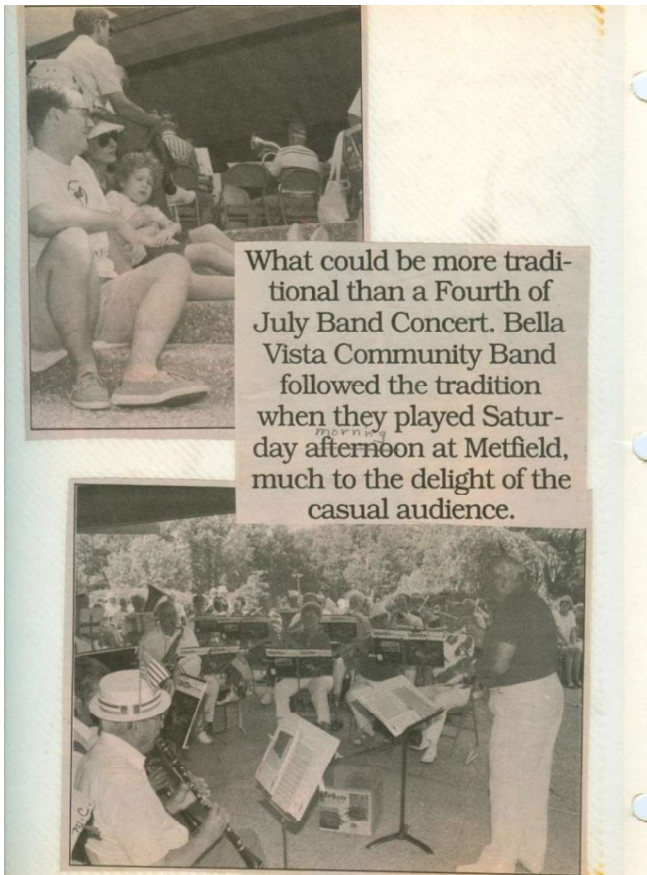 What could be more tradi-
tional than a Fourth of
July Band Concert. Bella
Vista Community Band
followed the tradition
when they played Satur-
morning
day afternoon at Metfield,
much to the delight of the
casual audience.